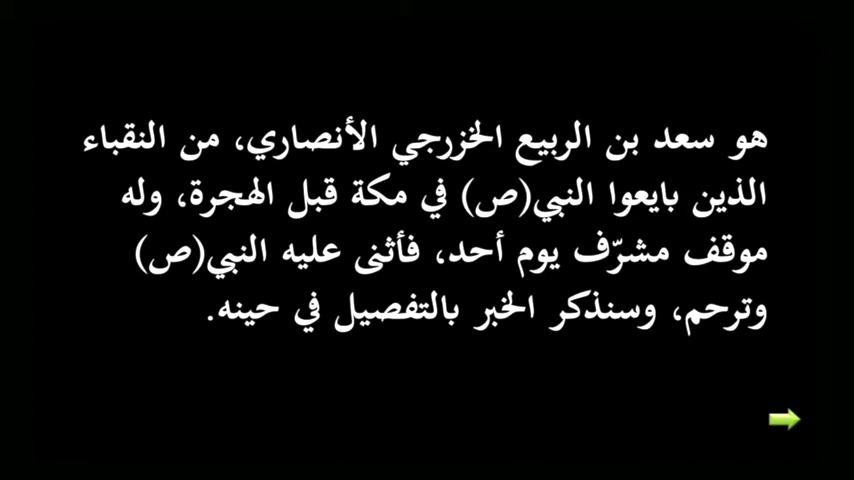 هو سعد بن الربيع الخزرجي الأنصاري، من النقباء
الذين بايعوا النبي(ص) في مكة قبل الهجرة، وله
موقف مشرّف يوم أحد، فأثنى عليه النبي(ص)
وترحم، وسنذكر الخبر بالتفصيل في حينه.